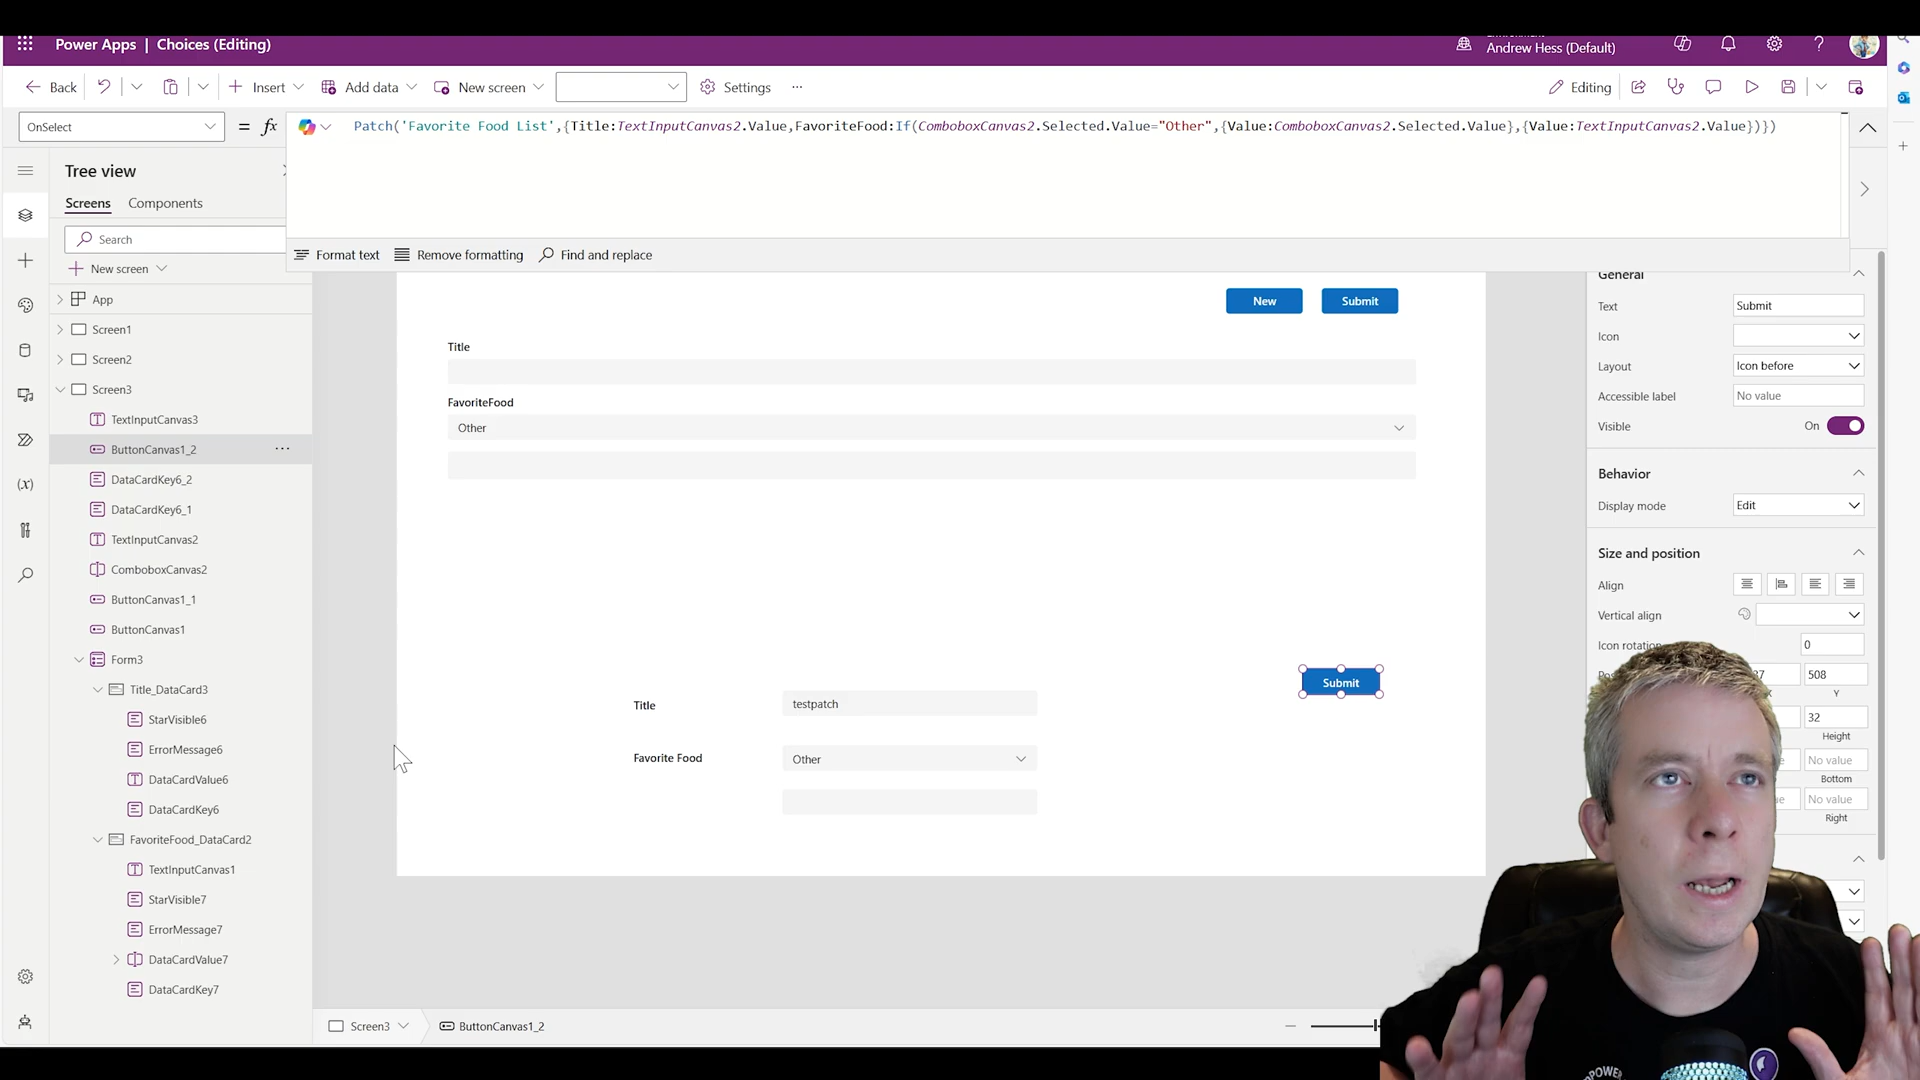 Power Apps | Choices (Editing)
Andrew Hess (Default)
Back
Insert
Add data
New screen
Settings
Editing
OnSelect
= fx
Patch('Favorite Food List',{Title:TextInputCanvas2.Value,FavoriteFood:If(ComboboxCanvas2.Selected.Value="Other",{Value:ComboboxCanvas2.Selected.Value},{Value:TextInputCanvas2.Value})})
Format text
Remove formatting
Find and replace
Tree view
Screens
Components
Search
New screen
App
Screen1
Screen2
Screen3
TextInputCanvas3
ButtonCanvas1_2
DataCardKey6_2
DataCardKey6_1
TextInputCanvas2
ComboboxCanvas2
ButtonCanvas1_1
ButtonCanvas1
Form3
Title_DataCard3
StarVisible6
ErrorMessage6
DataCardValue6
DataCardKey6
FavoriteFood_DataCard2
TextInputCanvas1
StarVisible7
ErrorMessage7
DataCardValue7
DataCardKey7
New
Submit
Title
FavoriteFood
Other
Submit
Title
testpatch
Favorite Food
Other
General
Text
Submit
Icon
Layout
Icon before
Accessible label
No value
Visible
On
Behavior
Display mode
Edit
Size and position
Align
Vertical align
Icon rotation
0
508
Y
32
Height
No value
Bottom
No value
Right
Screen3
ButtonCanvas1_2